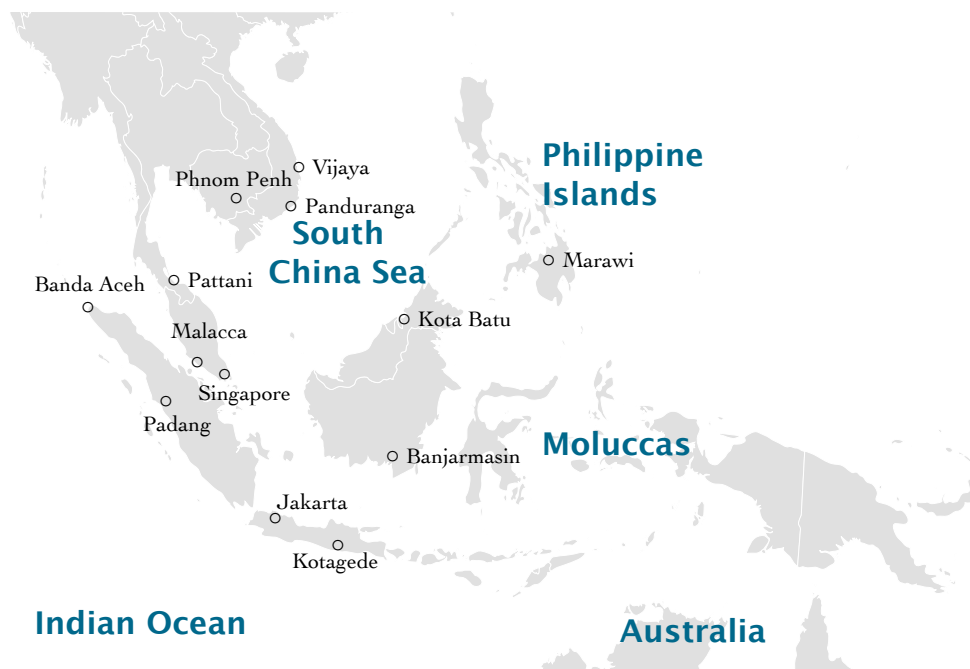 Philippine
Islands
Vijaya
Phnom Penh
Panduranga
South
China Sea
Marawi
Pattani
Banda Aceh
Kota Batu
Malacca
Singapore
Padang
Moluccas
Banjarmasin
Jakarta
Kotagede
Indian Ocean
Australia